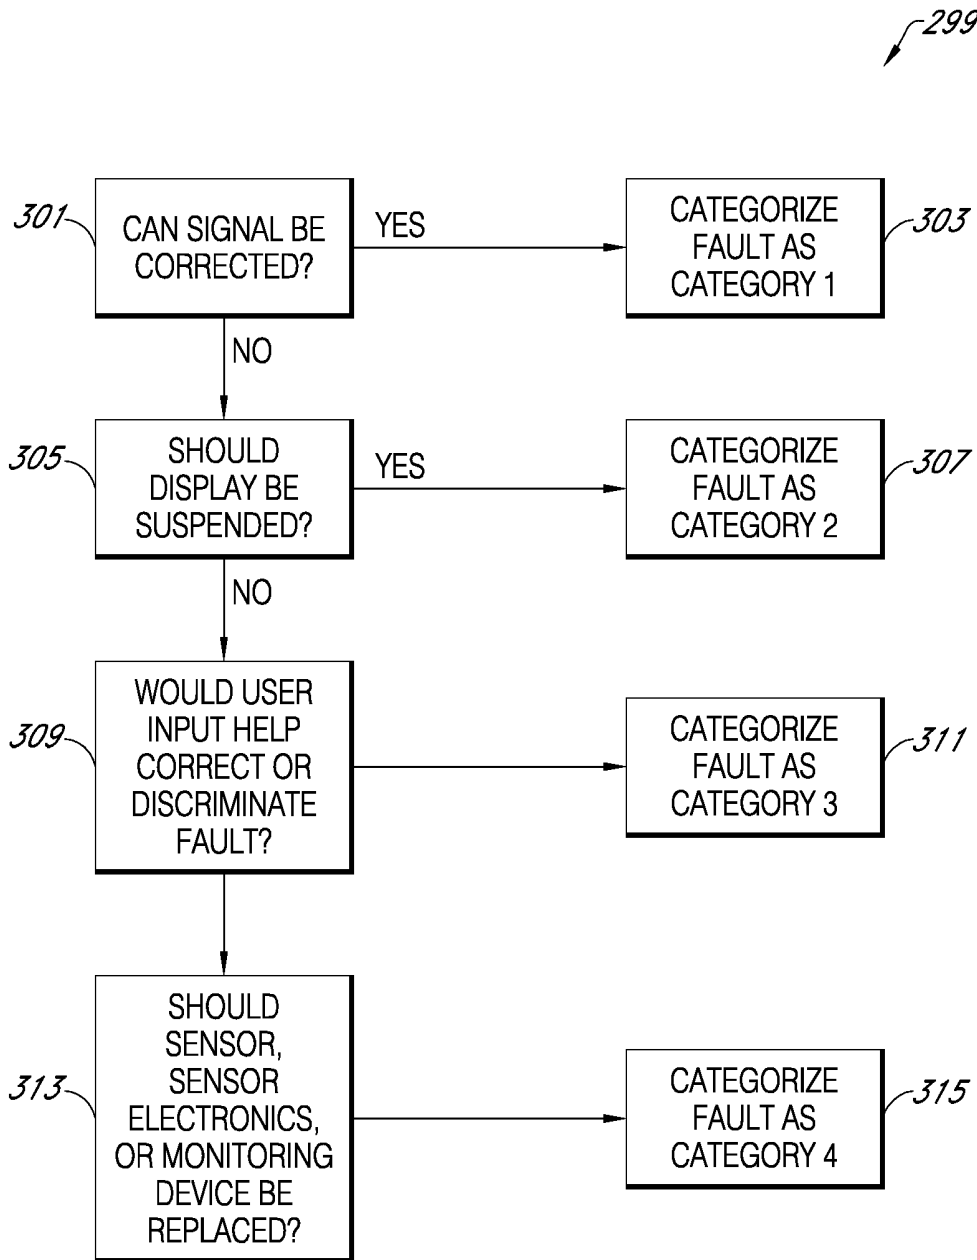 299
301
CAN SIGNAL BE
CORRECTED?
YES
CATEGORIZE
FAULT AS
CATEGORY 1
303
NO
305
SHOULD
DISPLAY BE
SUSPENDED?
YES
CATEGORIZE
FAULT AS
CATEGORY 2
307
NO
309
WOULD USER
INPUT HELP
CORRECT OR
DISCRIMINATE
FAULT?
CATEGORIZE
FAULT AS
CATEGORY 3
311
313
SHOULD
SENSOR,
SENSOR
ELECTRONICS,
OR MONITORING
DEVICE BE
REPLACED?
CATEGORIZE
FAULT AS
CATEGORY 4
315